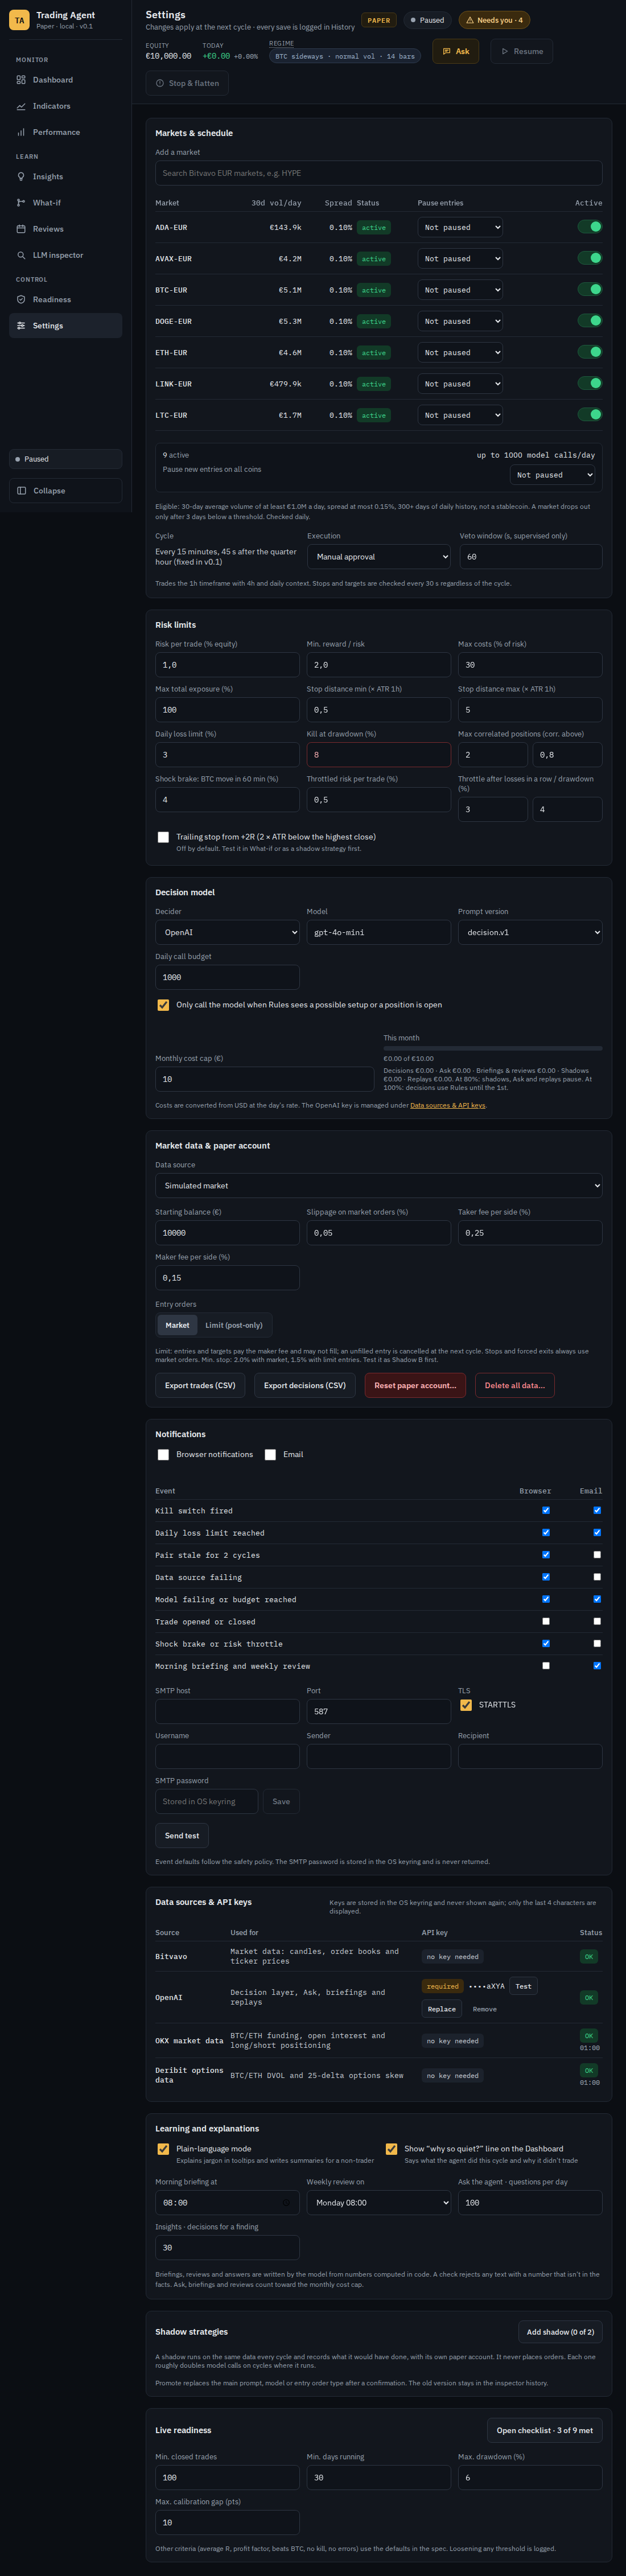 TA
Trading Agent
Paper · local · v0.1
MONITOR
Dashboard
Indicators
Performance
LEARN
Insights
What-if
Reviews
LLM inspector
CONTROL
Readiness
Settings
Paused
Collapse
Settings
Changes apply at the next cycle · every save is logged in History
PAPER
Paused
Needs you · 4
EQUITY
€10,000.00
TODAY
+€0.00 +0.00%
REGIME
BTC sideways · normal vol · 14 bars
Ask
Resume
Stop & flatten
Markets & schedule
Add a market
Search Bitvavo EUR markets, e.g. HYPE
Market 30d vol/day Spread Status Pause entries Active
ADA-EUR €143.9k 0.10% active Not paused
AVAX-EUR €4.2M 0.10% active Not paused
BTC-EUR €5.1M 0.10% active Not paused
DOGE-EUR €5.3M 0.10% active Not paused
ETH-EUR €4.6M 0.10% active Not paused
LINK-EUR €479.9k 0.10% active Not paused
LTC-EUR €1.7M 0.10% active Not paused
9 active up to 1000 model calls/day
Pause new entries on all coins Not paused
Eligible: 30-day average volume of at least €1.0M a day, spread at most 0.15%, 300+ days of daily history, not a stablecoin. A market drops out
only after 3 days below a threshold. Checked daily.
Cycle Execution Veto window (s, supervised only)
Every 15 minutes, 45 s after the quarter
hour (fixed in v0.1)
Manual approval 60
Trades the 1h timeframe with 4h and daily context. Stops and targets are checked every 30 s regardless of the cycle.
Risk limits
Risk per trade (% equity) Min. reward / risk Max costs (% of risk)
1,0 2,0 30
Max total exposure (%) Stop distance min (× ATR 1h) Stop distance max (× ATR 1h)
100 0,5 5
Daily loss limit (%) Kill at drawdown (%) Max correlated positions (corr. above)
3 8 2 0,8
Shock brake: BTC move in 60 min (%) Throttled risk per trade (%) Throttle after losses in a row / drawdown
(%)
4 0,5 3 4
Trailing stop from +2R (2 × ATR below the highest close)
Off by default. Test it in What-if or as a shadow strategy first.
Decision model
Decider Model Prompt version
OpenAI gpt-4o-mini decision.v1
Daily call budget
1000
Only call the model when Rules sees a possible setup or a position is open
This month
€0.00 of €10.00
Monthly cost cap (€)
10
Decisions €0.00 · Ask €0.00 · Briefings & reviews €0.00 · Shadows
€0.00 · Replays €0.00. At 80%: shadows, Ask and replays pause. At
100%: decisions use Rules until the 1st.
Costs are converted from USD at the day's rate. The OpenAI key is managed under Data sources & API keys.
Market data & paper account
Data source
Simulated market
Starting balance (€) Slippage on market orders (%) Taker fee per side (%)
10000 0,05 0,25
Maker fee per side (%)
0,15
Entry orders
Market Limit (post-only)
Limit: entries and targets pay the maker fee and may not fill; an unfilled entry is cancelled at the next cycle. Stops and forced exits always use
market orders. Min. stop: 2.0% with market, 1.5% with limit entries. Test it as Shadow B first.
Export trades (CSV) Export decisions (CSV) Reset paper account... Delete all data...
Notifications
Browser notifications Email
Event Browser Email
Kill switch fired
Daily loss limit reached
Pair stale for 2 cycles
Data source failing
Model failing or budget reached
Trade opened or closed
Shock brake or risk throttle
Morning briefing and weekly review
SMTP host Port TLS
587 STARTTLS
Username Sender Recipient
SMTP password
Stored in OS keyring Save
Send test
Event defaults follow the safety policy. The SMTP password is stored in the OS keyring and is never returned.
Data sources & API keys
Keys are stored in the OS keyring and never shown again; only the last 4 characters are
displayed.
Source Used for API key Status
Bitvavo Market data: candles, order books and
ticker prices no key needed OK
OpenAI Decision layer, Ask, briefings and
replays required ••••aXYA Test Replace Remove OK
OKX market data BTC/ETH funding, open interest and
long/short positioning no key needed OK 01:00
Deribit options
data BTC/ETH DVOL and 25-delta options skew no key needed OK 01:00
Learning and explanations
Plain-language mode
Explains jargon in tooltips and writes summaries for a non-trader
Show "why so quiet?" line on the Dashboard
Says what the agent did this cycle and why it didn't trade
Morning briefing at Weekly review on Ask the agent · questions per day
08:00 Monday 08:00 100
Insights · decisions for a finding
30
Briefings, reviews and answers are written by the model from numbers computed in code. A check rejects any text with a number that isn't in the
facts. Ask, briefings and reviews count toward the monthly cost cap.
Shadow strategies
Add shadow (0 of 2)
A shadow runs on the same data every cycle and records what it would have done, with its own paper account. It never places orders. Each one
roughly doubles model calls on cycles where it runs.
Promote replaces the main prompt, model or entry order type after a confirmation. The old version stays in the inspector history.
Live readiness
Open checklist · 3 of 9 met
Min. closed trades Min. days running Max. drawdown (%)
100 30 6
Max. calibration gap (pts)
10
Other criteria (average R, profit factor, beats BTC, no kill, no errors) use the defaults in the spec. Loosening any threshold is logged.